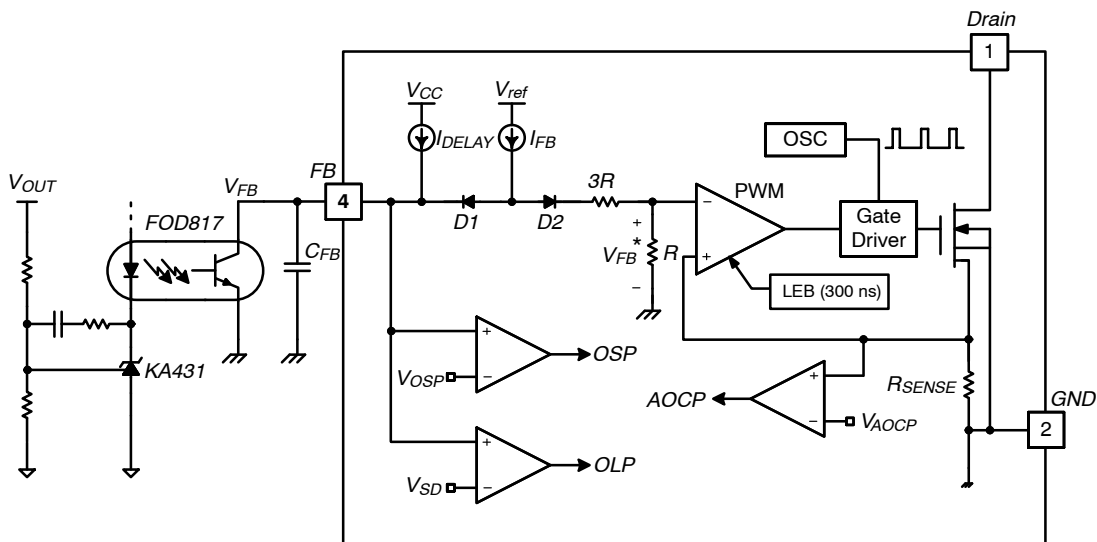 Drain
1
VCC
Vref
IDELAY
IFB
OSC
VOUT
VFB
FB
4
3R
PWM
FOD817
D1
D2
Gate
Driver
CFB
+
−
*
VFB
R
−
+
LEB (300 ns)
KA431
+
−
OSP
VOSP
AOCP
+
−
VAOCP
RSENSE
GND
2
+
−
OLP
VSD